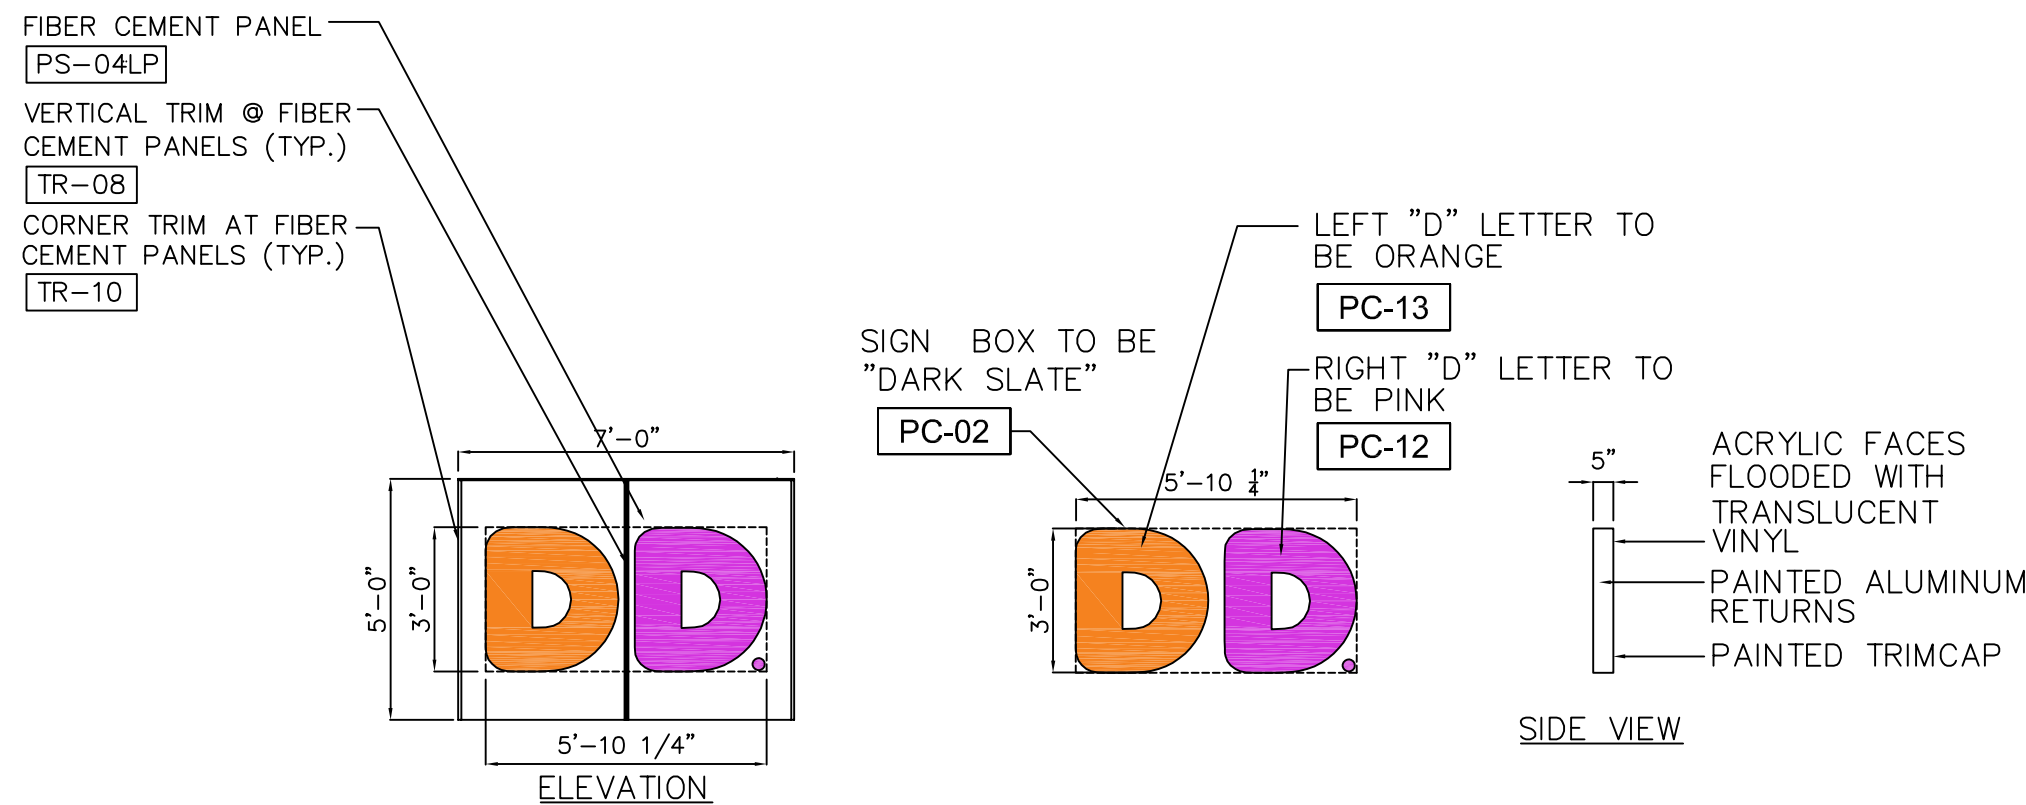 FIBER CEMENT PANEL
PS-04LP
VERTICAL TRIM @ FIBER
CEMENT PANELS (TYP.)
TR-08
CORNER TRIM AT FIBER
CEMENT PANELS (TYP.)
TR-10
7'-0"
5'-0"
3'-0"
DD
5'-10 1/4"
ELEVATION
SIGN BOX TO BE
"DARK SLATE"
PC-02
LEFT "D" LETTER TO
BE ORANGE
PC-13
RIGHT "D" LETTER TO
BE PINK
PC-12
5'-10 1/4"
3'-0"
DD
5"
ACRYLIC FACES
FLOODED WITH
TRANSLUCENT
VINYL
PAINTED ALUMINUM
RETURNS
PAINTED TRIMCAP
SIDE VIEW